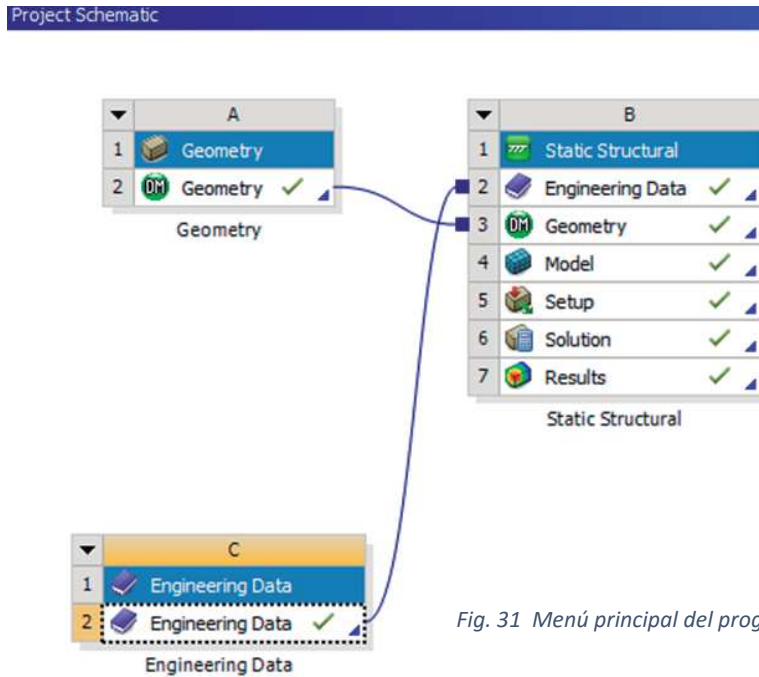 Project Schematic
A
1 Geometry
2 DM Geometry
Geometry
B
1 Static Structural
2 Engineering Data
3 DM Geometry
4 Model
5 Setup
6 Solution
7 Results
Static Structural
C
1 Engineering Data
2 Engineering Data
Engineering Data
Fig. 31 Menú principal del prog